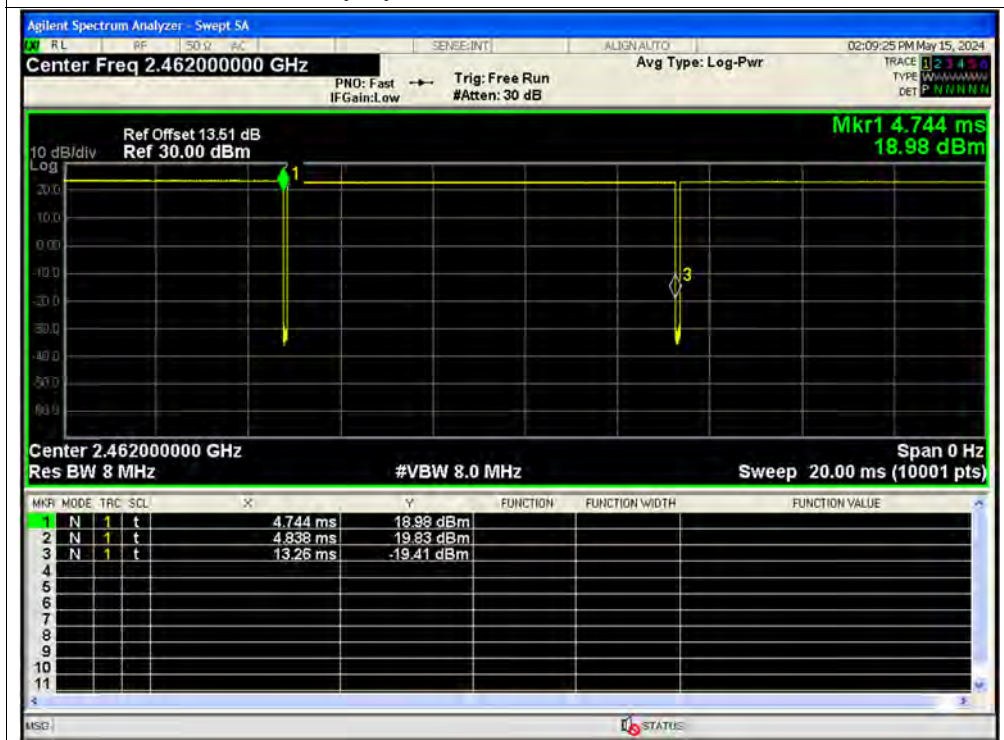 Agilent Spectrum Analyzer - Swept SA
RL RF 50 Ω AC SENSE:INT ALIGN AUTO 02:09:25 PM May 15, 2024
Center Freq 2.462000000 GHz
PNO: Fast
IFGain:Low
Trig: Free Run
#Atten: 30 dB
Avg Type: Log-Pwr
TRACE 1 2 3 4 5 6
TYPE
DET P N N N N N
Mkr1 4.744 ms
18.98 dBm
Ref Offset 13.51 dB
10 dB/div Ref 30.00 dBm
Log
1
20.0
10.0
0.00
-10.0
3
-20.0
-30.0
-40.0
-50.0
-60.0
Center 2.462000000 GHz Span 0 Hz
Res BW 8 MHz #VBW 8.0 MHz Sweep 20.00 ms (10001 pts)
MKR MODE TRC SCL X Y FUNCTION FUNCTION WIDTH FUNCTION VALUE
1 N 1 t 4.744 ms 18.98 dBm
2 N 1 t 4.838 ms 19.83 dBm
3 N 1 t 13.26 ms -19.41 dBm
4
5
6
7
8
9
10
11
MSG STATUS